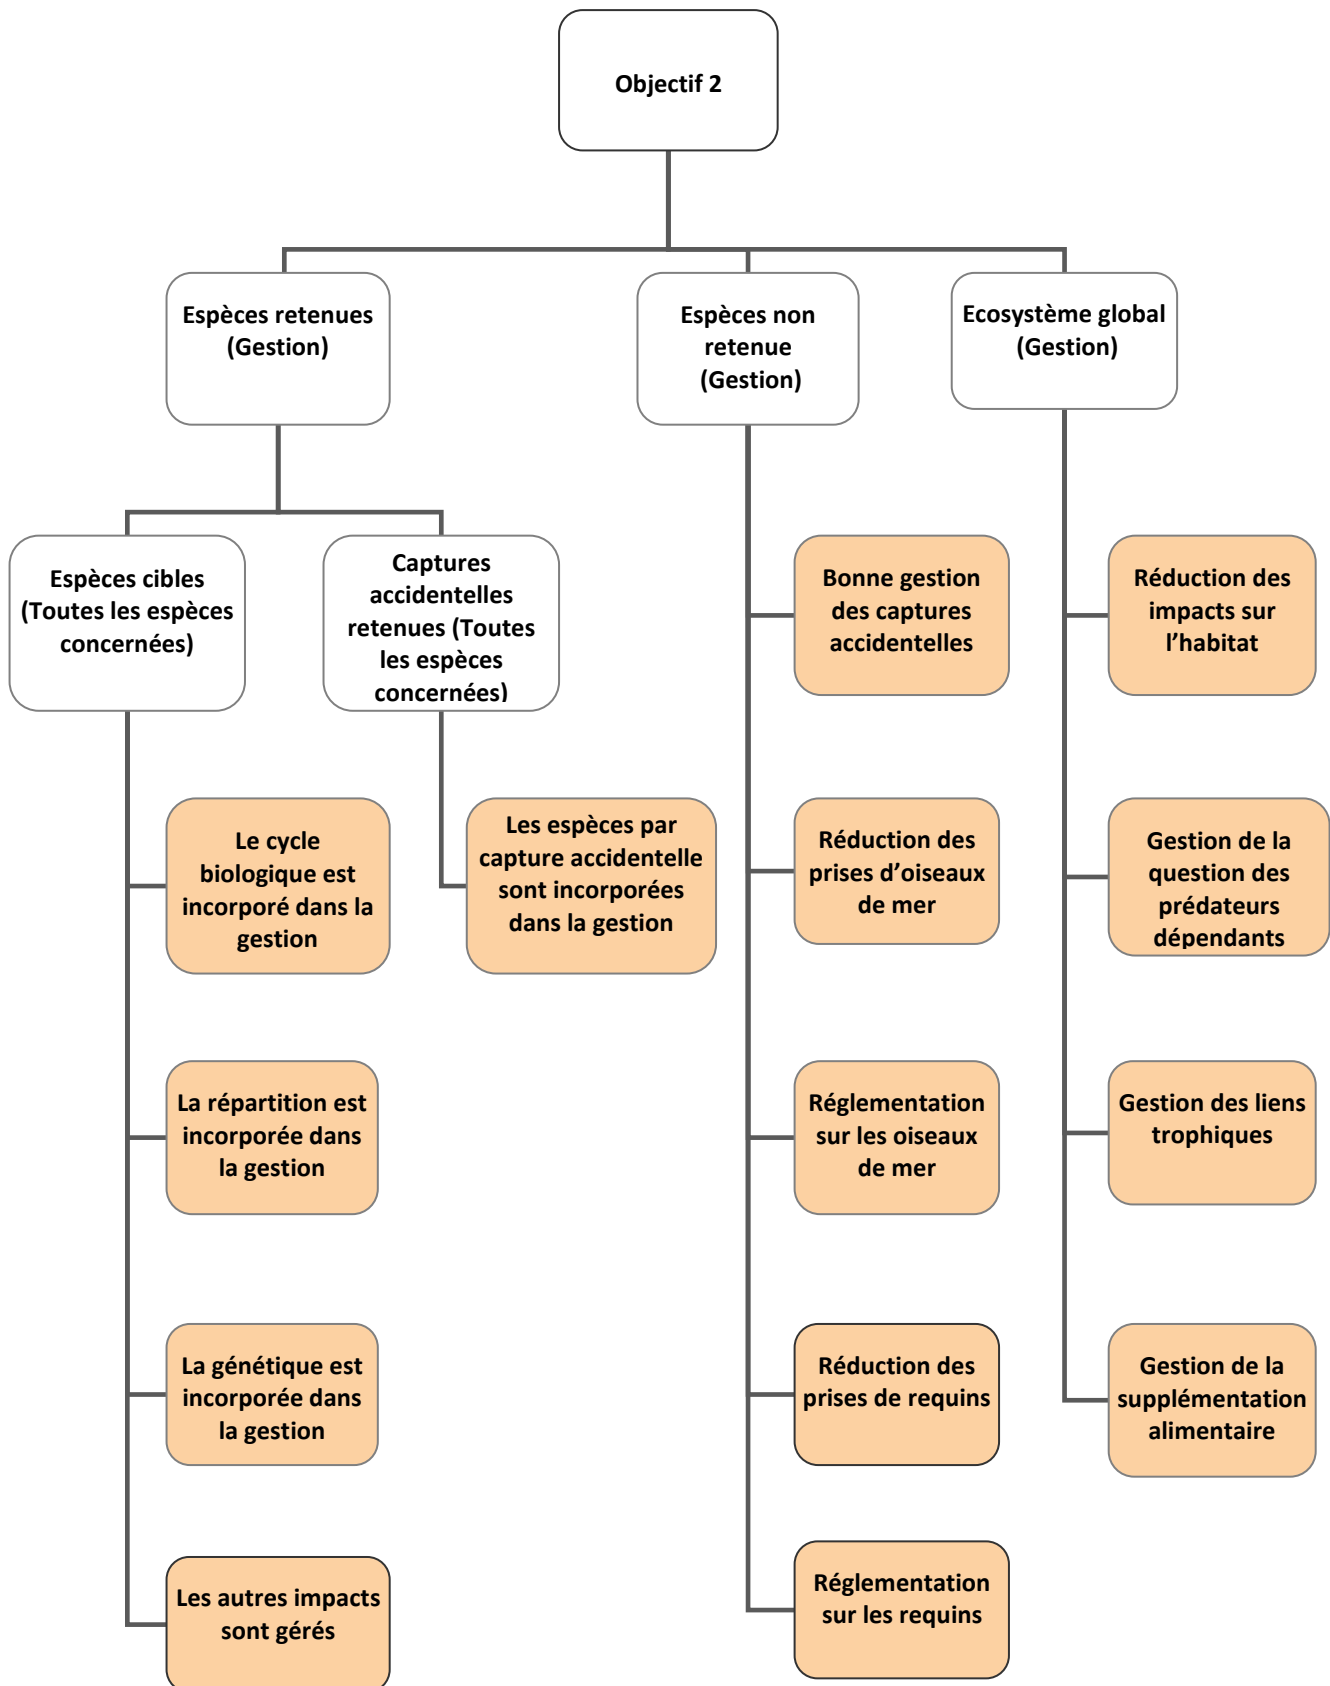 Objectif 2
Espèces retenues
(Gestion)
Espèces non
retenue
(Gestion)
Ecosystème global
(Gestion)
Espèces cibles
(Toutes les espèces
concernées)
Captures
accidentelles
retenues (Toutes
les espèces
concernées)
Bonne gestion
des captures
accidentelles
Réduction des
impacts sur
l’habitat
Le cycle
biologique est
incorporé dans la
gestion
Les espèces par
capture accidentelle
sont incorporées
dans la gestion
Réduction des
prises d’oiseaux
de mer
Gestion de la
question des
prédateurs
dépendants
La répartition est
incorporée dans
la gestion
Réglementation
sur les oiseaux
de mer
Gestion des liens
trophiques
La génétique est
incorporée dans
la gestion
Réduction des
prises de requins
Gestion de la
supplémentation
alimentaire
Les autres impacts
sont gérés
Réglementation
sur les requins